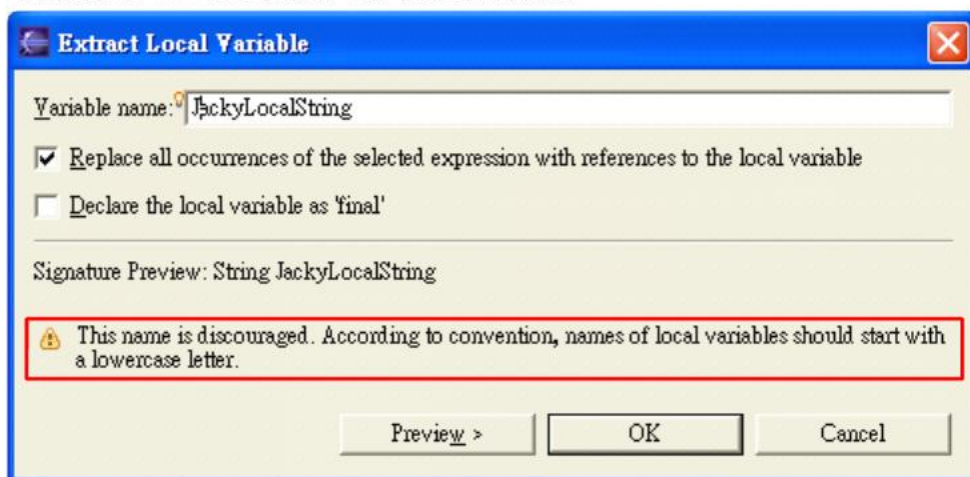 Extract Local Variable
Variable name: JackyLocalString
Replace all occurrences of the selected expression with references to the local variable
Declare the local variable as 'final'
Signature Preview: String JackyLocalString
This name is discouraged. According to convention, names of local variables should start with
a lowercase letter.
Preview > OK Cancel